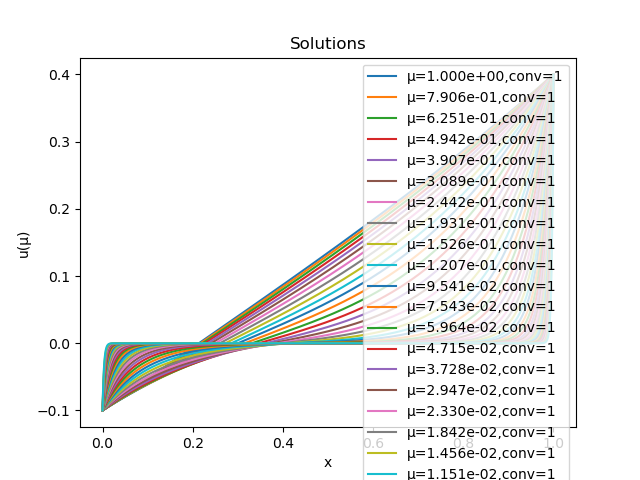 Solutions
0.4
0.3
0.2
0.1
0.0
−0.1
u(μ)
0.0 0.2 0.4 0.6 0.8 1.0
x
μ=1.000e+00,conv=1
μ=7.906e-01,conv=1
μ=6.251e-01,conv=1
μ=4.942e-01,conv=1
μ=3.907e-01,conv=1
μ=3.089e-01,conv=1
μ=2.442e-01,conv=1
μ=1.931e-01,conv=1
μ=1.526e-01,conv=1
μ=1.207e-01,conv=1
μ=9.541e-02,conv=1
μ=7.543e-02,conv=1
μ=5.964e-02,conv=1
μ=4.715e-02,conv=1
μ=3.728e-02,conv=1
μ=2.947e-02,conv=1
μ=2.330e-02,conv=1
μ=1.842e-02,conv=1
μ=1.456e-02,conv=1
μ=1.151e-02,conv=1